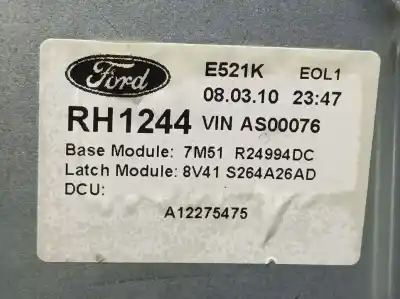 Ford E521K EOL1
08.03.10 23:47
RH1244 VIN AS00076
Base Module: 7M51 R24994DC
Latch Module: 8V41 S264A26AD
DCU:
A12275475